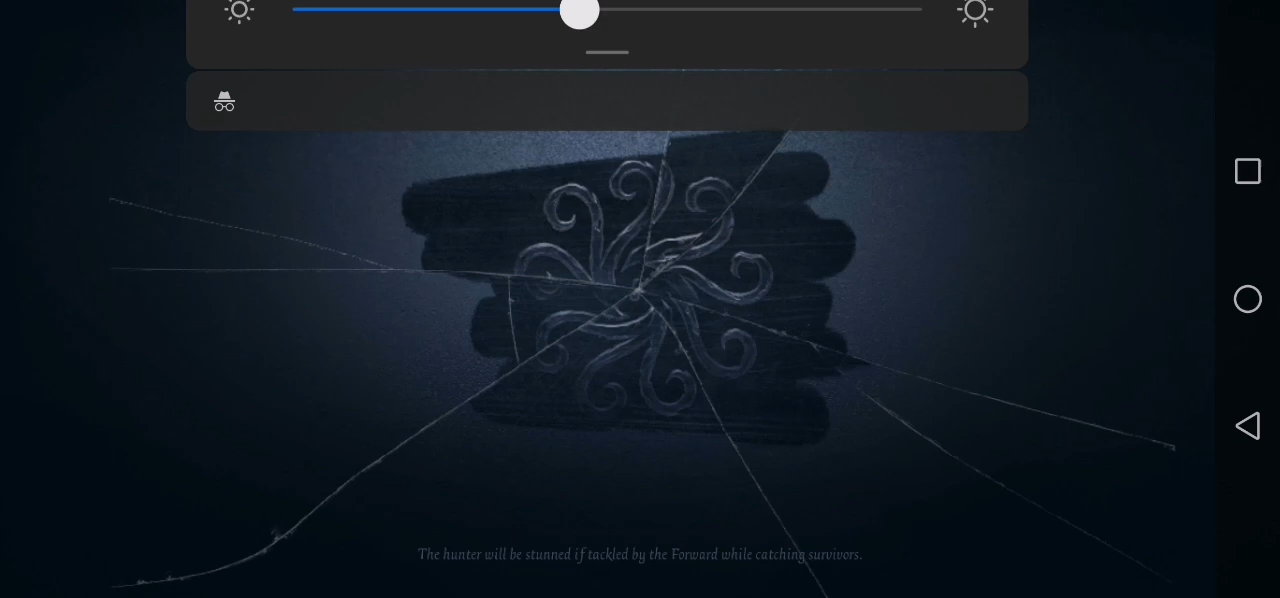 The hunter will be stunned if tackled by the Forward while catching survivors.